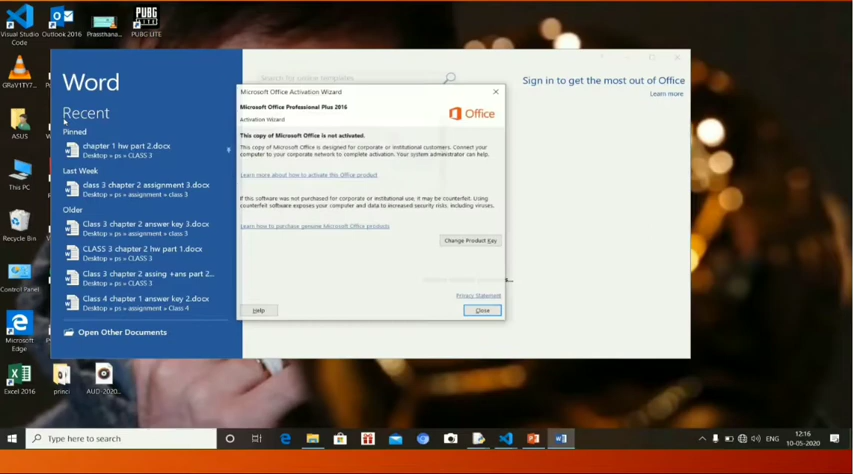 Visual Studio
Code
Outlook 2016
Prassthana...
PUBG LITE
GRaV1TY7...
ASUS
This PC
Recycle Bin
Control Panel
Microsoft
Edge
Excel 2016
princi
AUD-2020...
Word
Recent
Pinned
chapter 1 hw part 2.docx
Desktop » ps » CLASS 3
Last Week
class 3 chapter 2 assignment 3.docx
Desktop » ps » assignment » class 3
Older
Class 3 chapter 2 answer key 3.docx
Desktop » ps » assignment » class 3
CLASS 3 chapter 2 hw part 1.docx
Desktop » ps » CLASS 3
Class 3 chapter 2 assing +ans part 2...
Desktop » ps » CLASS 3
Class 4 chapter 1 answer key 2.docx
Desktop » ps » assignment » Class 4
Open Other Documents
Search for online templates
Sign in to get the most out of Office
Learn more
Microsoft Office Activation Wizard
Microsoft Office Professional Plus 2016
Activation Wizard
Office
This copy of Microsoft Office is not activated.
This copy of Microsoft Office is designed for corporate or institutional customers. Connect your
computer to your corporate network to complete activation. Your system administrator can help.
Learn more about how to activate this Office product
If this software was not purchased for corporate or institutional use, it may be counterfeit. Using
counterfeit software exposes your computer and data to increased security risks, including viruses.
Learn how to purchase genuine Microsoft Office products
Change Product Key
Privacy Statement
Help
Close
Type here to search
ENG
12:16
10-05-2020